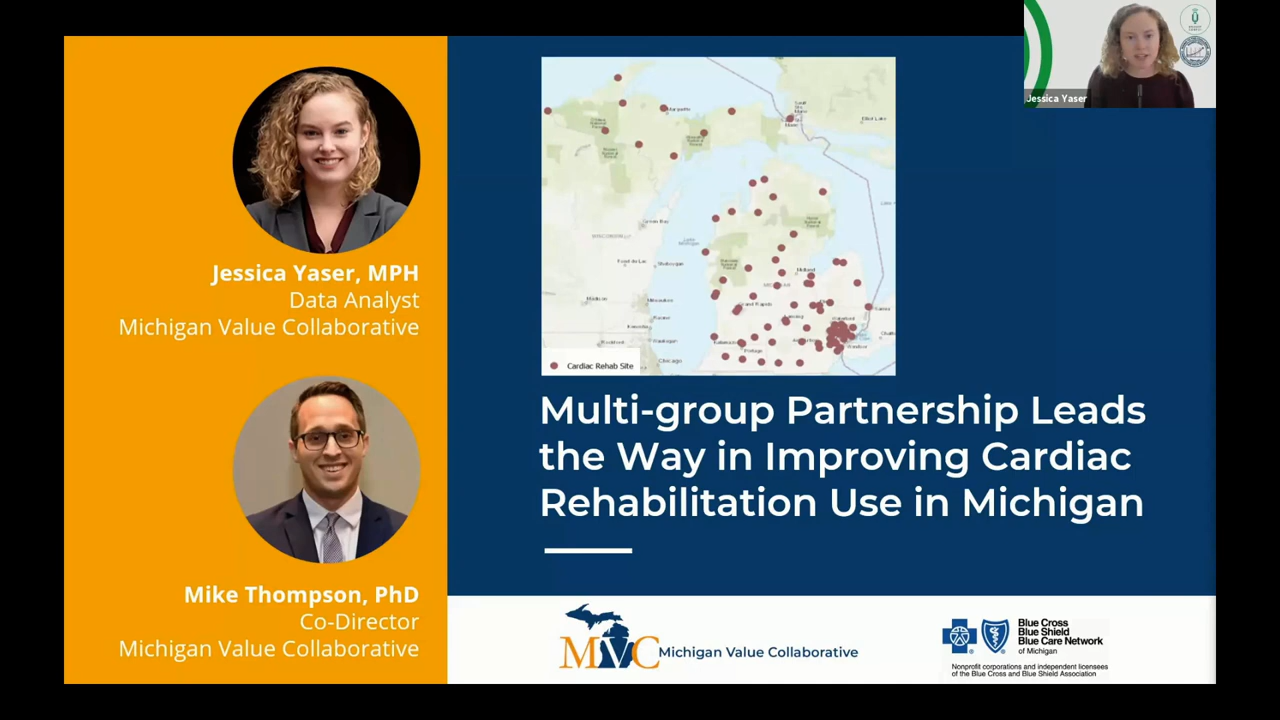 Jessica Yaser
Jessica Yaser, MPH
Data Analyst
Michigan Value Collaborative
Mike Thompson, PhD
Co-Director
Michigan Value Collaborative
Cardiac Rehab Site
Multi-group Partnership Leads
the Way in Improving Cardiac
Rehabilitation Use in Michigan
MVC Michigan Value Collaborative
Blue Cross
Blue Shield
Blue Care Network
of Michigan
Nonprofit corporations and independent licensees
of the Blue Cross and Blue Shield Association